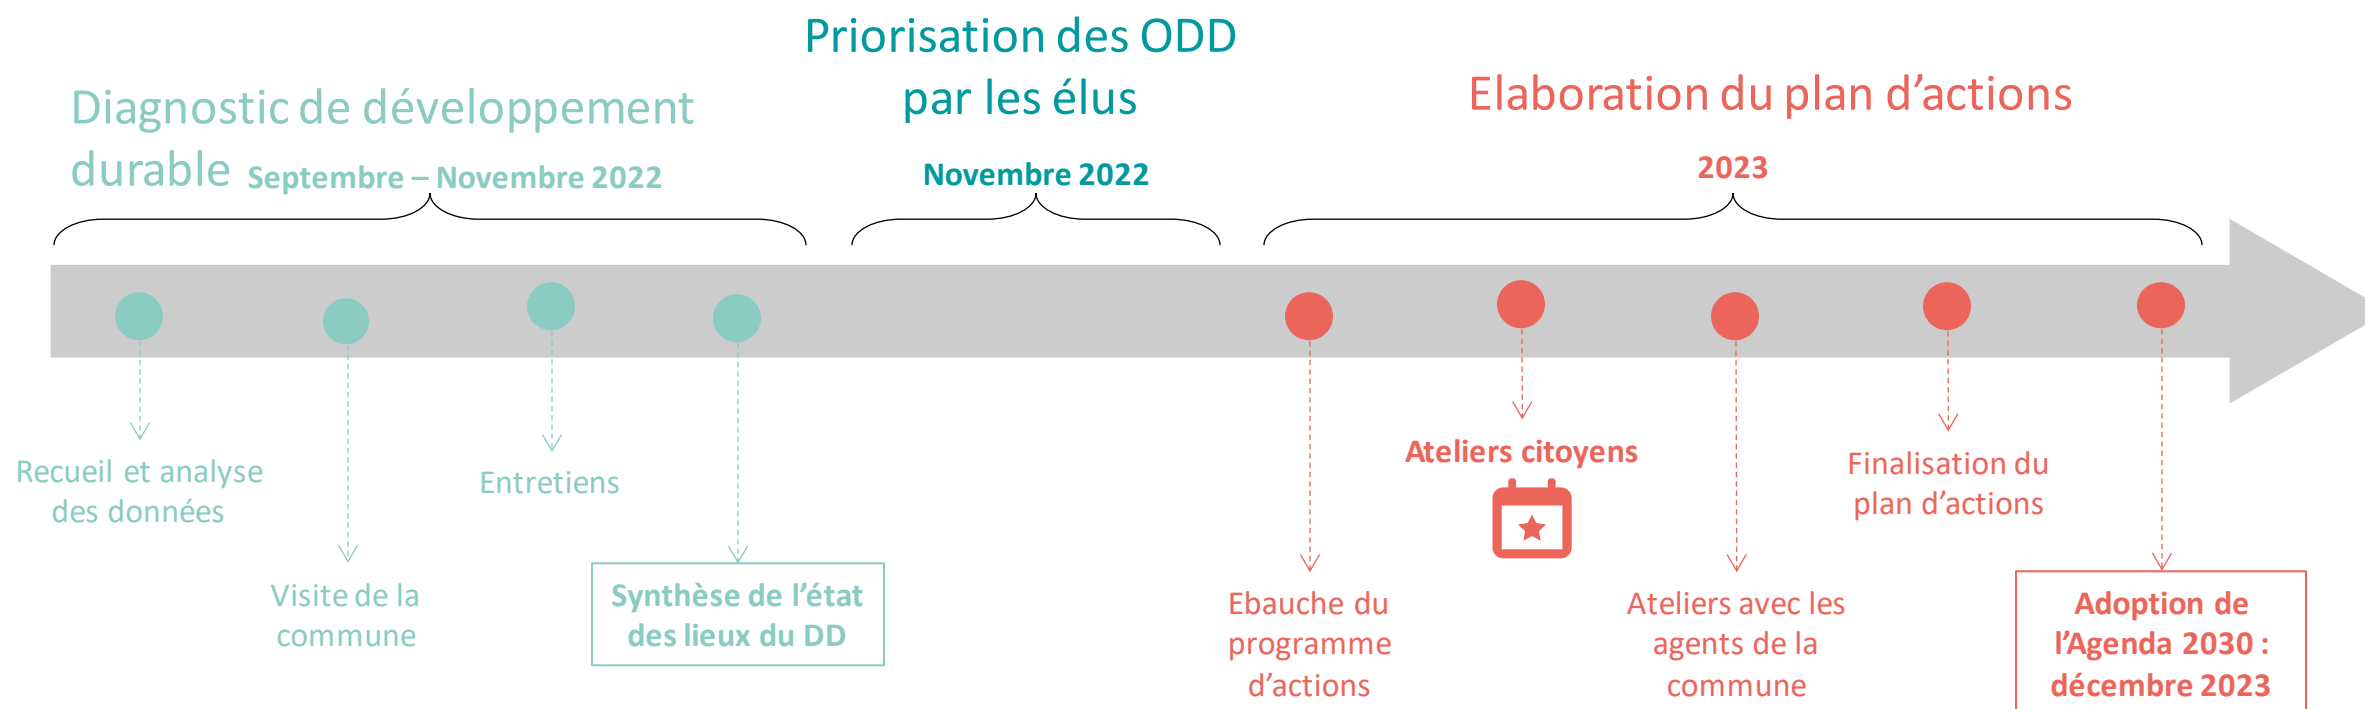 Diagnostic de développement
durable Septembre – Novembre 2022
Priorisation des ODD
par les élus
Novembre 2022
Elaboration du plan d’actions
2023
Recueil et analyse
des données
Visite de la
commune
Entretiens
Synthèse de l’état
des lieux du DD
Ebauche du
programme
d’actions
Ateliers citoyens
Ateliers avec les
agents de la
commune
Finalisation du
plan d’actions
Adoption de
l’Agenda 2030 :
décembre 2023